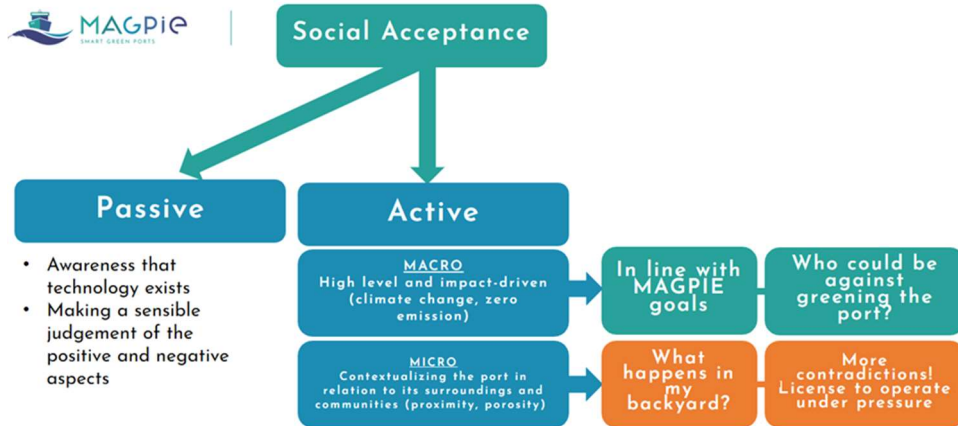 MAGPiE
SMART GREEN PORTS
Social Acceptance
Passive
• Awareness that
technology exists
• Making a sensible
judgement of the
positive and negative
aspects
Active
MACRO
High level and impact-driven
(climate change, zero
emission)
In line with
MAGPIE
goals
Who could be
against
greening the
port?
MICRO
Contextualizing the port in
relation to its surroundings and
communities (proximity, porosity)
What
happens in
my
backyard?
More
contradictions!
License to operate
under pressure